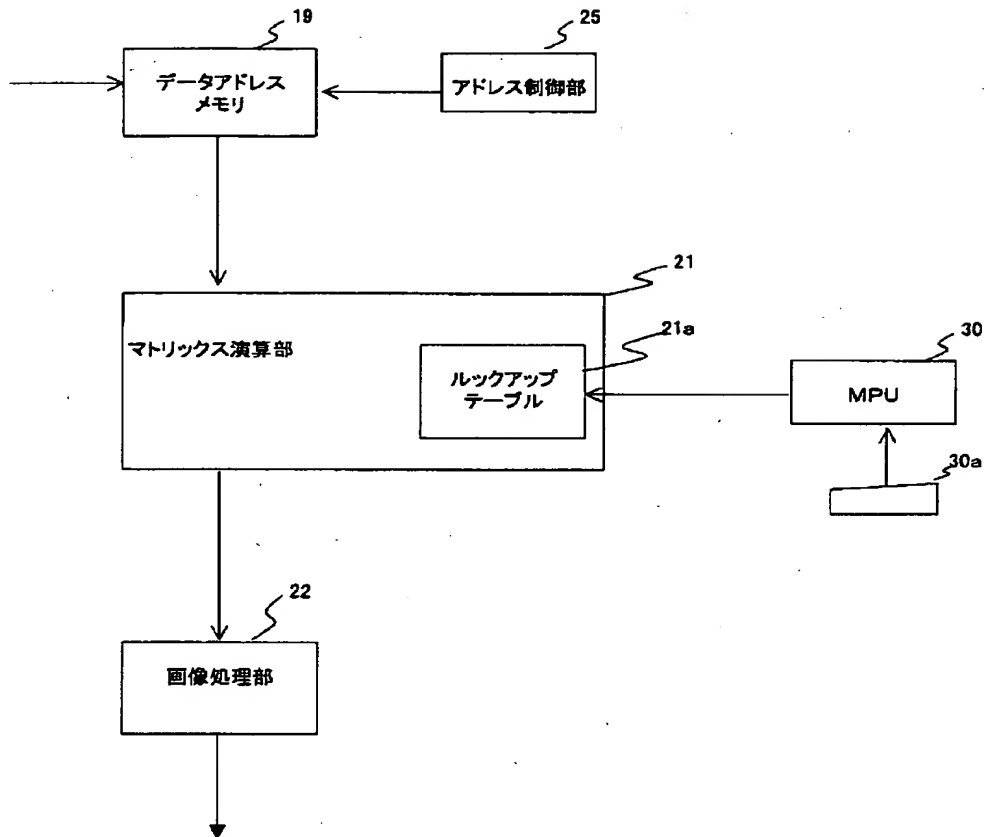 19
25
データアドレス
メモリ
アドレス制御部
21
マトリックス演算部
21a
ルックアップ
テーブル
30
MPU
30a
22
画像処理部